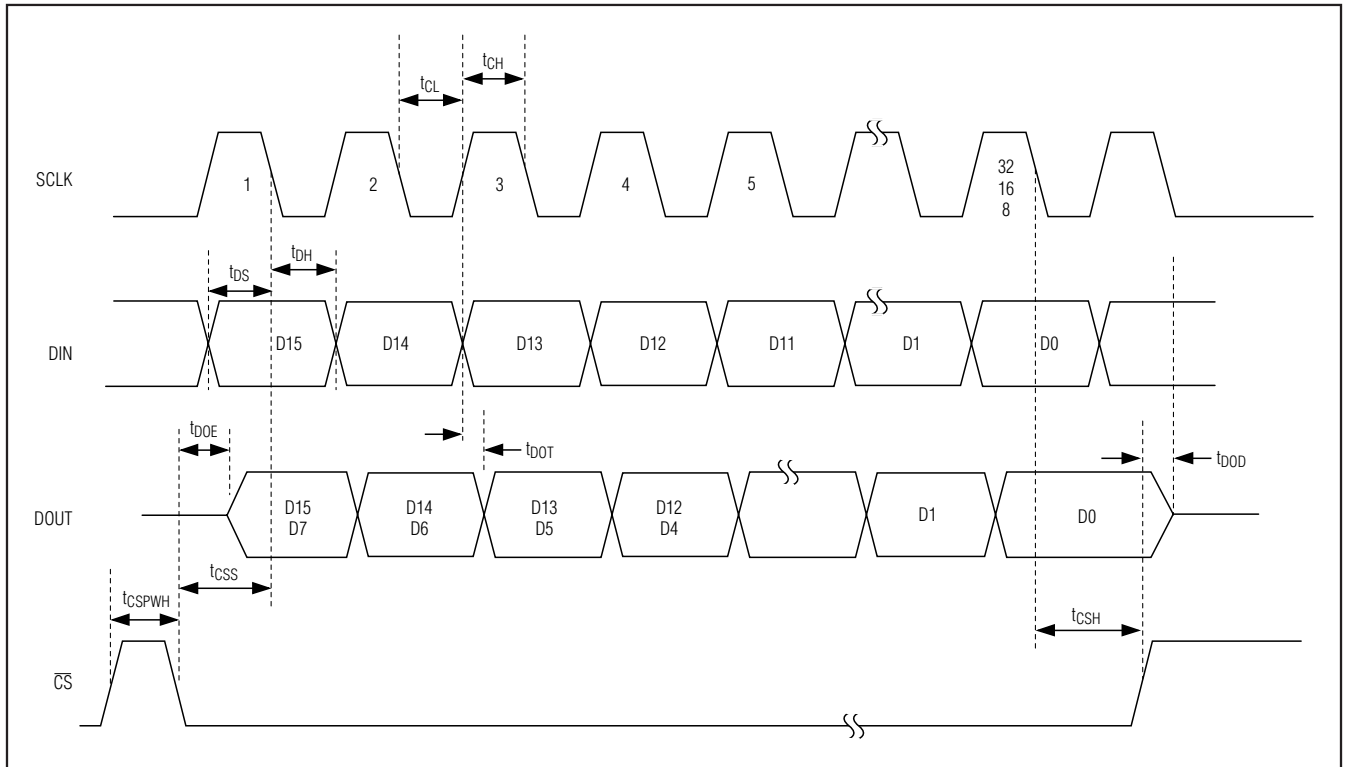 tCH
tCL
SCLK
1
2
3
4
5
32
16
8
tDH
tDS
DIN
D15
D14
D13
D12
D11
D1
D0
tDOE
tDOT
tDOD
DOUT
D15
D7
D14
D6
D13
D5
D12
D4
D1
D0
tCSS
tCSPWH
tCSH
C̅S̅